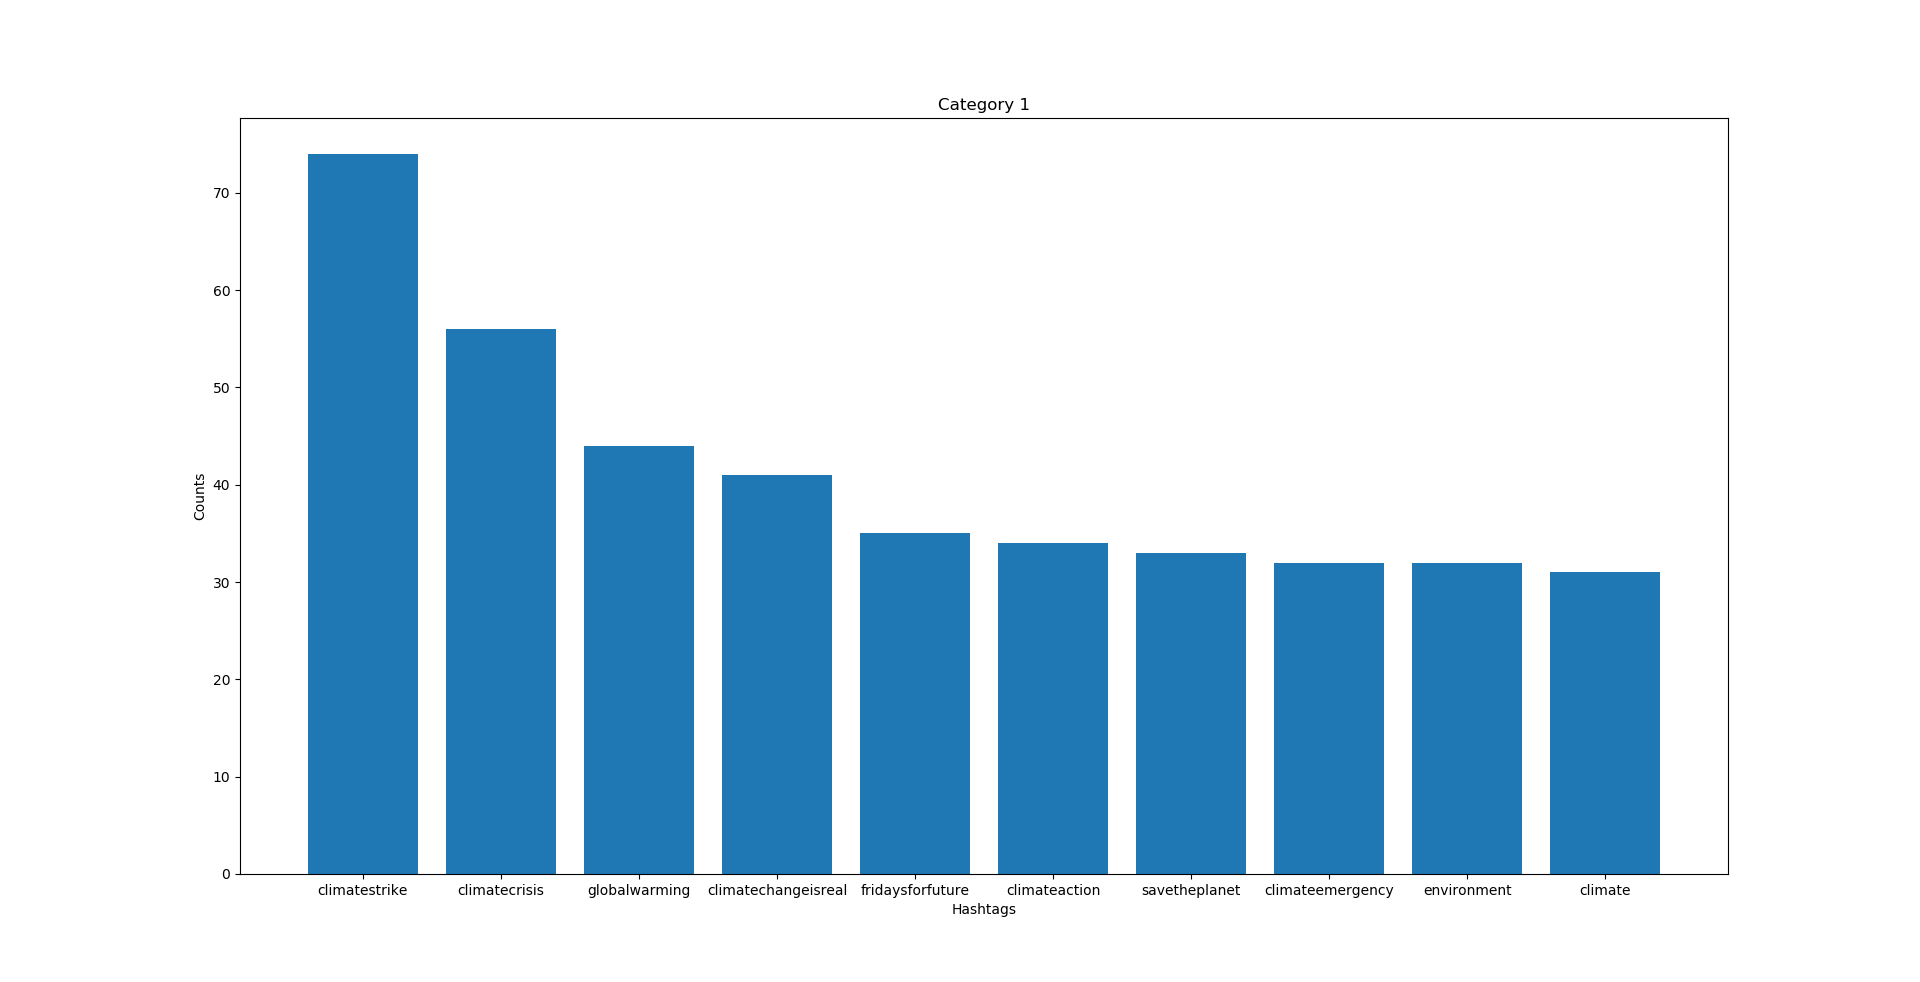 Category 1
70
60
50
40
30
20
10
0
Counts
climatestrike climatecrisis globalwarming climatechangeisreal fridaysforfuture climateaction savetheplanet climateemergency environment climate
Hashtags